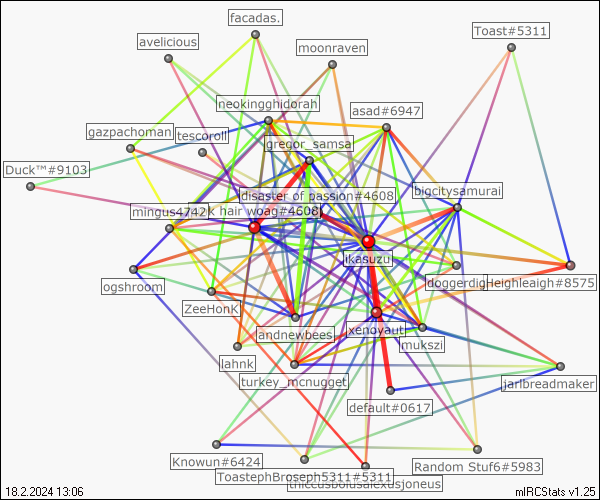 facadas.
avelicious
Toast#5311
moonraven
neokingghidorah
asad#6947
gazpachoman
tescoroll
gregor_samsa
Duck™#9103
disaster of passion#4608
bigcitysamurai
mingus4742
K hair woag#4608
ikasuzu
doggerdig
Heighleaigh#8575
ogshroom
ZeeHonK
andnewbees
xenoyaut
mukszi
lahnk
turkey_mcnugget
jarlbreadmaker
default#0617
Knowun#6424
Random Stuf6#5983
ToastephBroseph5311#5311
18.2.2024 13:06
mIRCStats v1.25